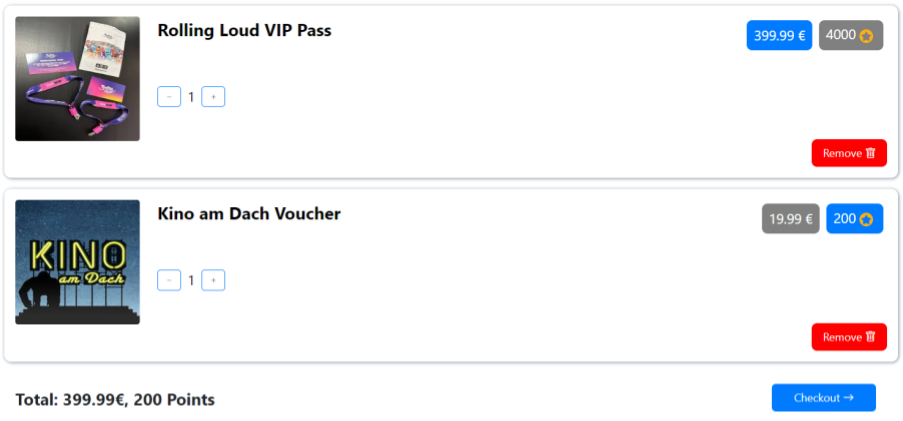 Rolling Loud VIP Pass
399.99 €
4000
- 1 +
Remove
Kino am Dach Voucher
19.99 €
200
KINO
am Dach
- 1 +
Remove
Total: 399.99€, 200 Points
Checkout →